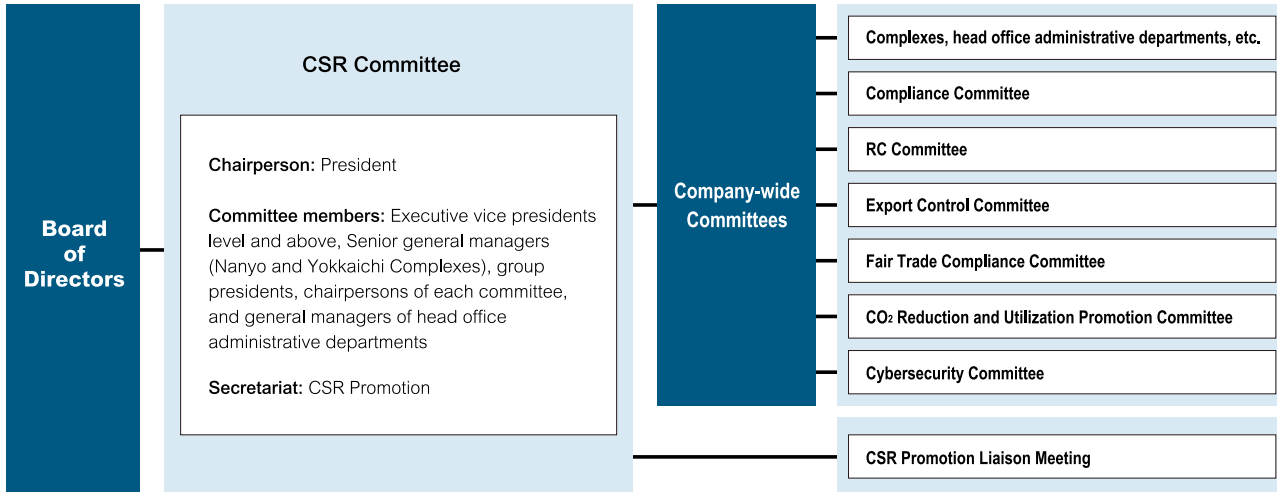 Board
of
Directors
CSR Committee
Chairperson: President
Committee members: Executive vice presidents
level and above, Senior general managers
(Nanyo and Yokkaichi Complexes), group
presidents, chairpersons of each committee,
and general managers of head office
administrative departments
Secretariat: CSR Promotion
Company-wide
Committees
Complexes, head office administrative departments, etc.
Compliance Committee
RC Committee
Export Control Committee
Fair Trade Compliance Committee
CO₂ Reduction and Utilization Promotion Committee
Cybersecurity Committee
CSR Promotion Liaison Meeting